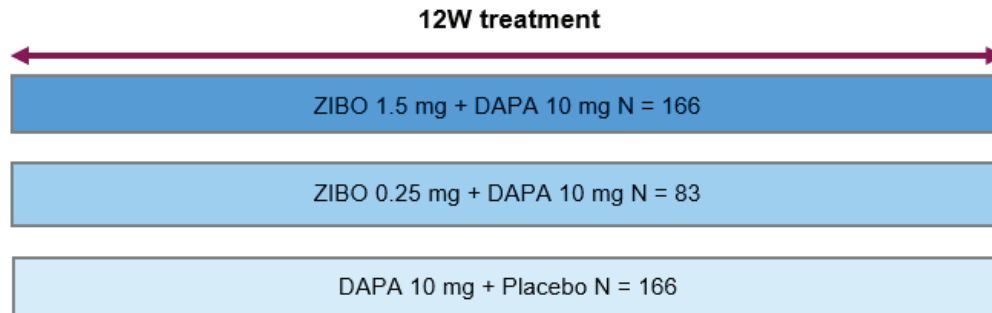 12W treatment
ZIBO 1.5 mg + DAPA 10 mg N = 166
ZIBO 0.25 mg + DAPA 10 mg N = 83
DAPA 10 mg + Placebo N = 166